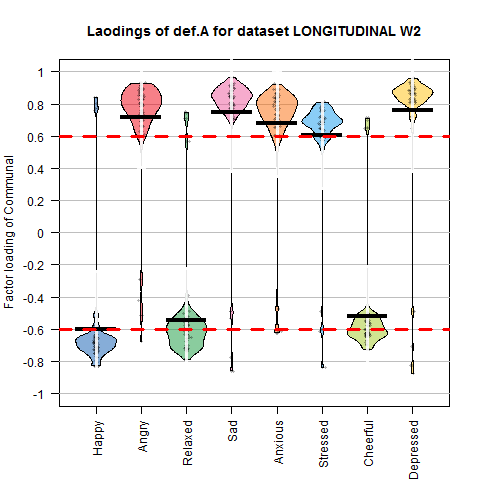 Laodings of def.A for dataset LONGITUDINAL W2
Factor loading of Communal
1
0.8
0.6
0.4
0.2
0
-0.2
-0.4
-0.6
-0.8
-1
Happy
Angry
Relaxed
Sad
Anxious
Stressed
Cheerful
Depressed